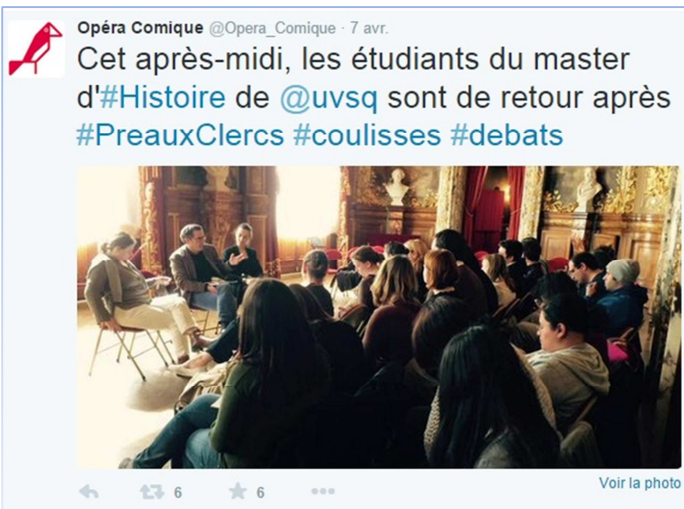 Opéra Comique @Opera_Comique · 7 avr.
Cet après-midi, les étudiants du master
d'#Histoire de @uvsq sont de retour après
#PreauxClercs #coulisses #debats
6 6
Voir la photo